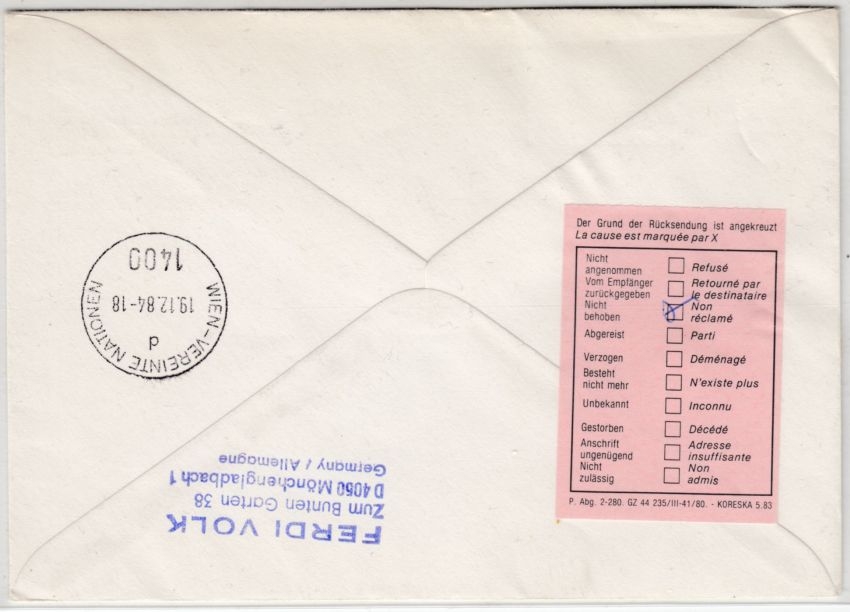 Der Grund der Rücksendung ist angekreuzt
La cause est marquée par X
Nicht
angenommen Refusé
Vom Empfänger Retourné par
zurückgegeben le destinataire
Nicht Non
behoben réclamé
Abgereist Parti
Verzogen Déménagé
Besteht
nicht mehr N'existe plus
Unbekannt Inconnu
Gestorben Décédé
Anschrift Adresse
ungenügend insuffisante
Nicht Non
zulässig admis
P. Abg. 2-280. GZ 44 235/III-41/80. - KORESKA 5.83
WIEN-VEREINTE NATIONEN
d
19.12.84-18
1400
FERDI VOLK
Zum Bunten Garten 38
D 4050 Mönchengladbach 1
Germany / Allemagne